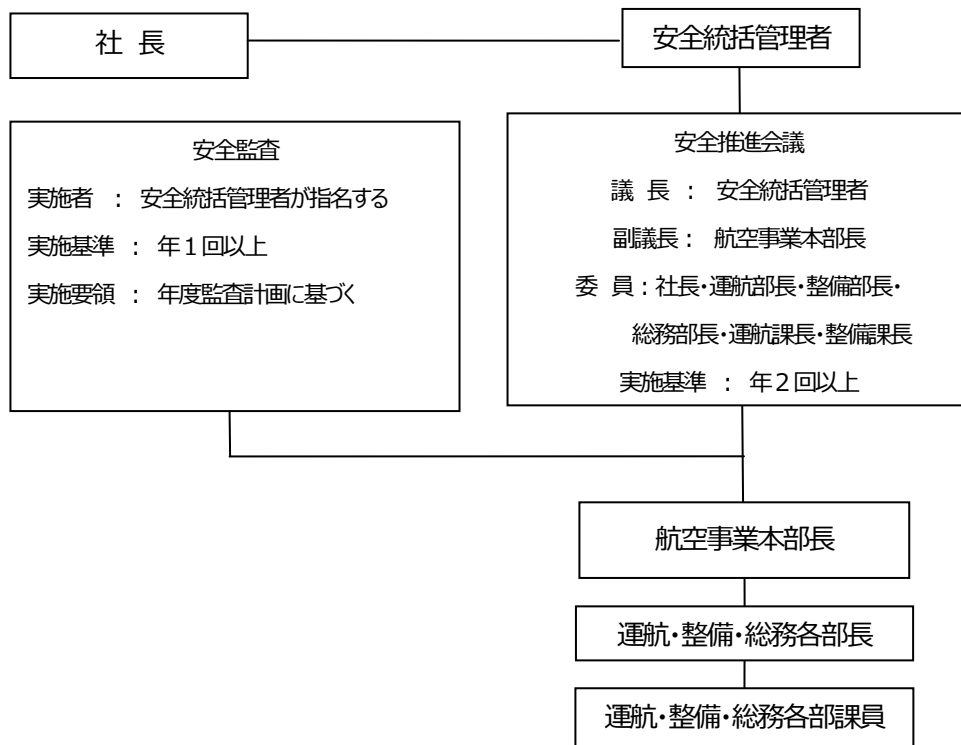 社 長
安全統括管理者
安全監査
実施者 : 安全統括管理者が指名する
実施基準 : 年1回以上
実施要領 : 年度監査計画に基づく
安全推進会議
議 長 : 安全統括管理者
副議長: 航空事業本部長
委 員:社長・運航部長・整備部長・
総務部長・運航課長・整備課長
実施基準 : 年2回以上
航空事業本部長
運航・整備・総務各部長
運航・整備・総務各部課員